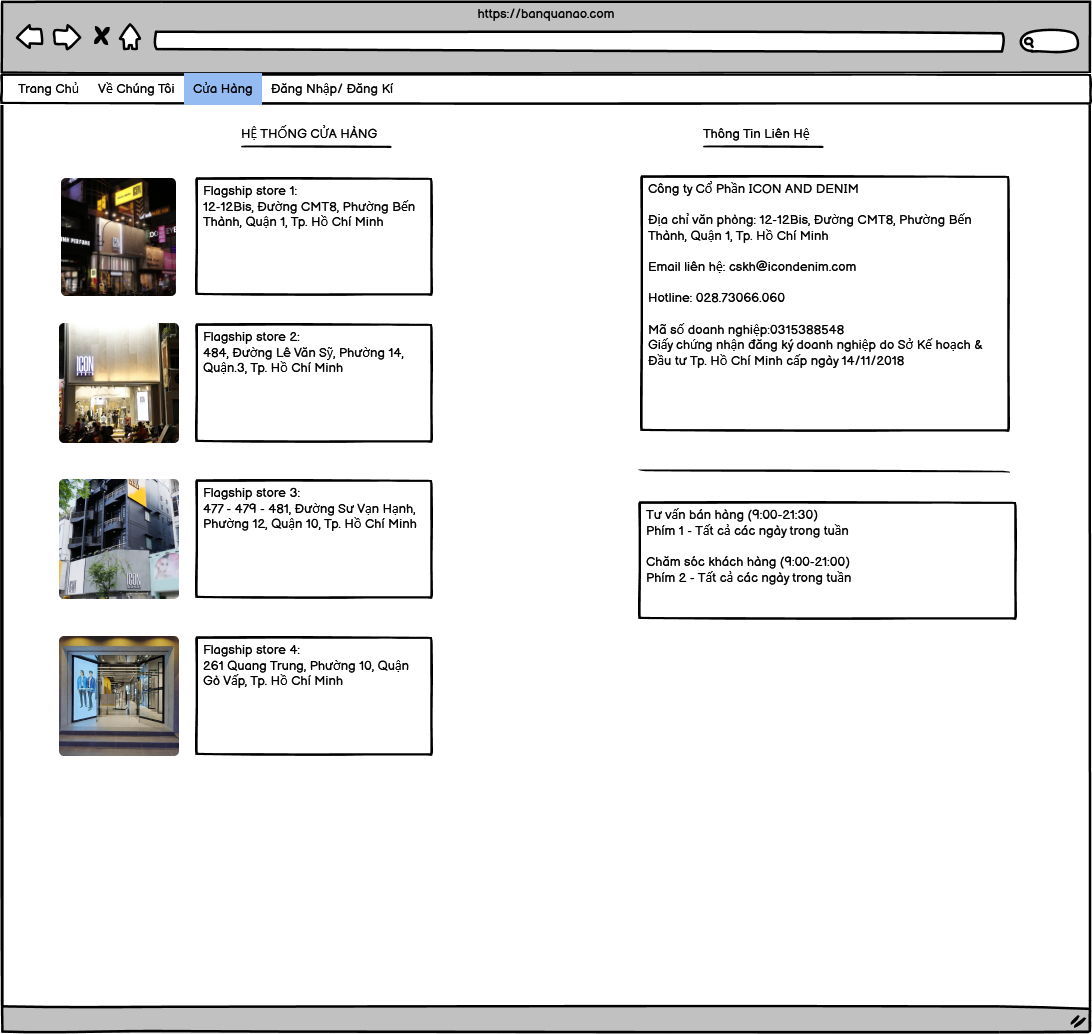 https://banquanao.com
Trang Chủ
Về Chúng Tôi
Cửa Hàng
Đăng Nhập/ Đăng Kí
HỆ THỐNG CỬA HÀNG
Flagship store 1:
12-12Bis, Đường CMT8, Phường Bến
Thành, Quận 1, Tp. Hồ Chí Minh
ICON
Flagship store 2:
484, Đường Lê Văn Sỹ, Phường 14,
Quận.3, Tp. Hồ Chí Minh
ICON
Flagship store 3:
477 - 479 - 481, Đường Sư Vạn Hạnh,
Phường 12, Quận 10, Tp. Hồ Chí Minh
Flagship store 4:
261 Quang Trung, Phường 10, Quận
Gò Vấp, Tp. Hồ Chí Minh
Thông Tin Liên Hệ
Công ty Cổ Phần ICON AND DENIM
Địa chỉ văn phòng: 12-12Bis, Đường CMT8, Phường Bến
Thành, Quận 1, Tp. Hồ Chí Minh
Email liên hệ: cskh@icondenim.com
Hotline: 028.73066.060
Mã số doanh nghiệp:0315388548
Giấy chứng nhận đăng ký doanh nghiệp do Sở Kế hoạch &
Đầu tư Tp. Hồ Chí Minh cấp ngày 14/11/2018
Tư vấn bán hàng (9:00-21:30)
Phím 1 - Tất cả các ngày trong tuần
Chăm sóc khách hàng (9:00-21:00)
Phím 2 - Tất cả các ngày trong tuần